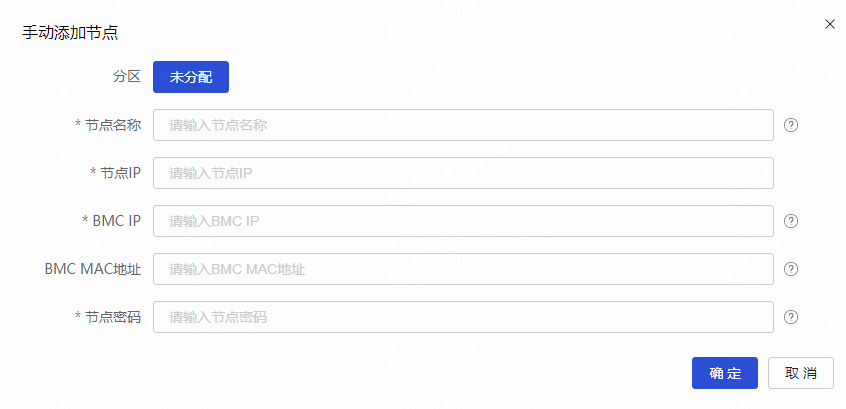 手动添加节点
分区 未分配
* 节点名称 请输入节点名称
* 节点IP 请输入节点IP
* BMC IP 请输入BMC IP
BMC MAC地址 请输入BMC MAC地址
* 节点密码 请输入节点密码
确 定 取 消